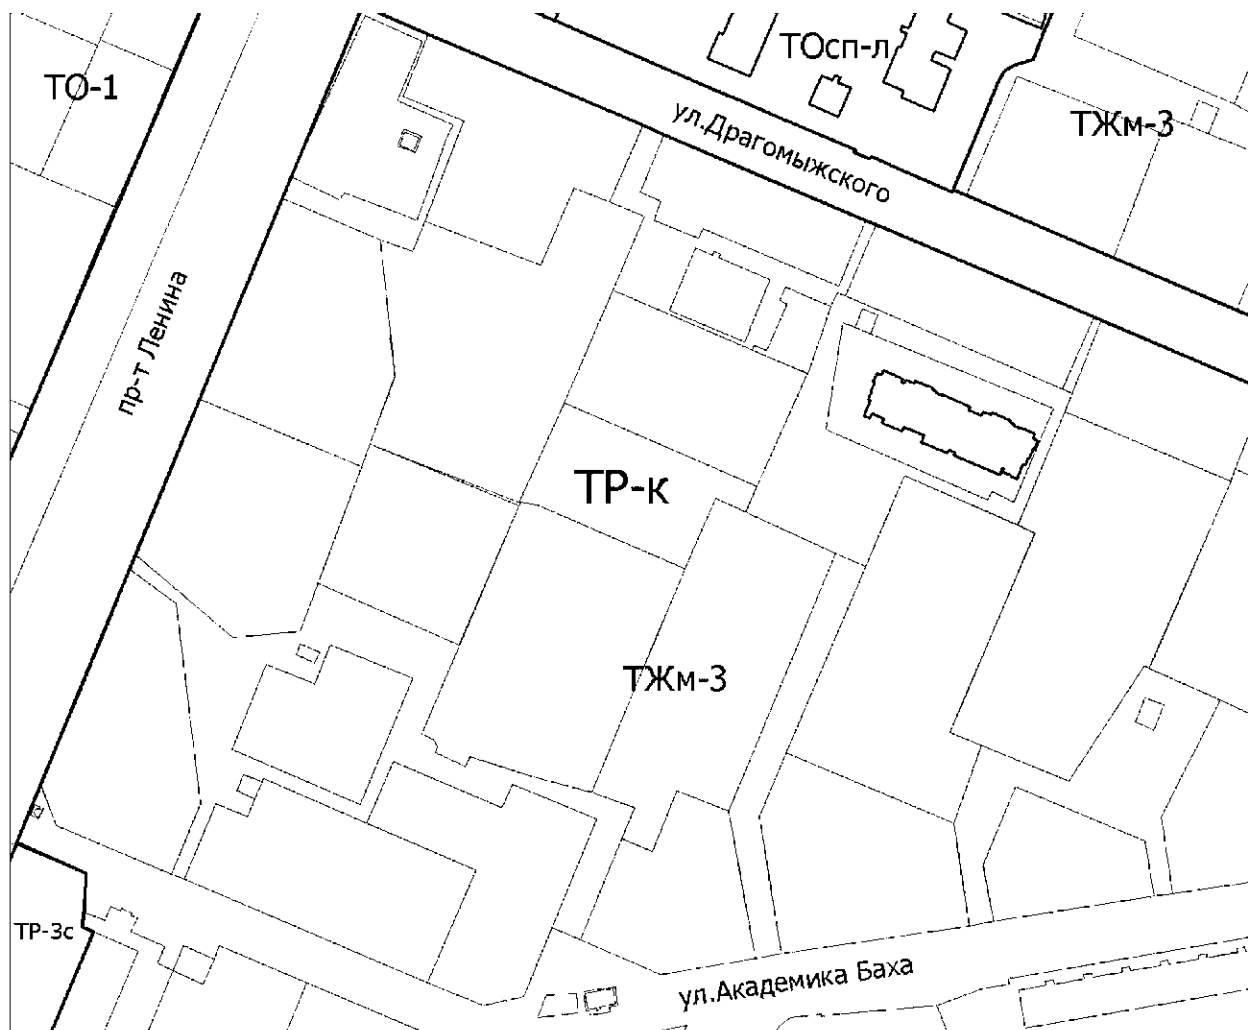 ТОсп-л
ТО-1
ТЖм-3
ул.Драгомыжского
пр-т Ленина
ТР-к
ТЖм-3
ТР-3с
ул.Академика Баха